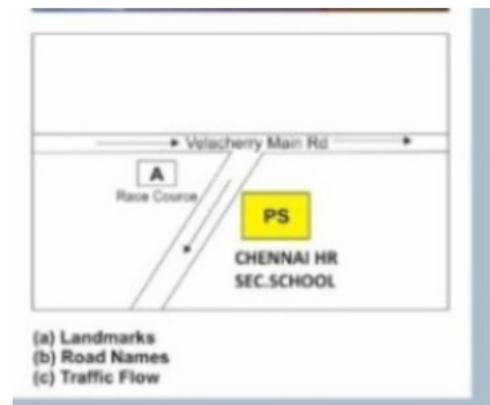 Velacherry Main Rd
A
Race Cource
PS
CHENNAI HR
SEC.SCHOOL
(a) Landmarks
(b) Road Names
(c) Traffic Flow